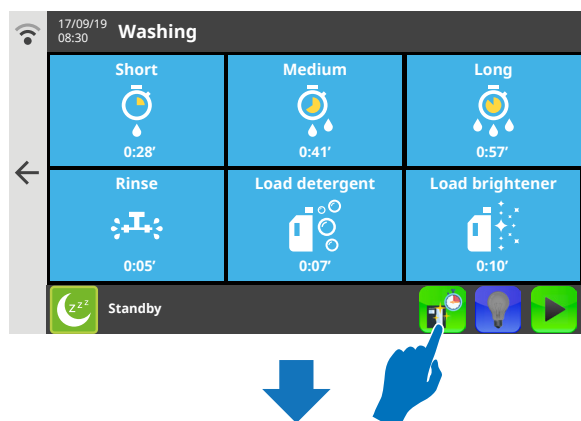 17/09/19
08:30
Washing
Short
Medium
Long
0:28’
0:41’
0:57’
Rinse
Load detergent
Load brightener
0:05’
0:07’
0:10’
zzz
Standby